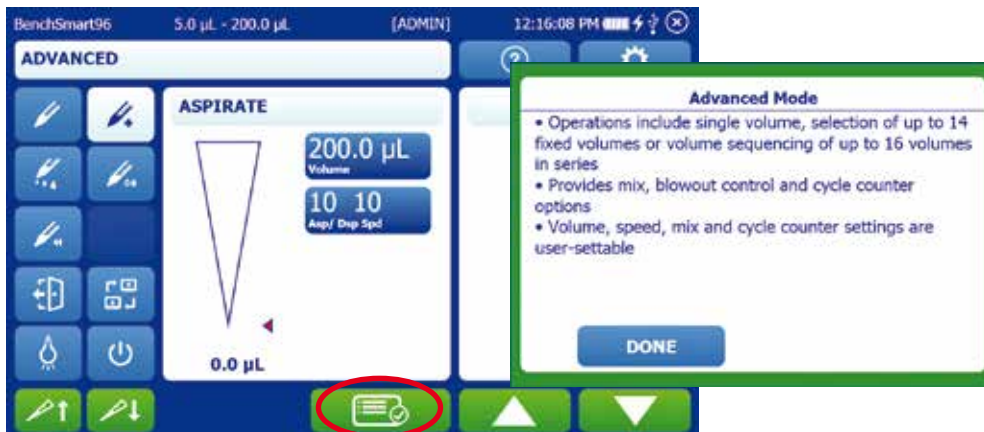 BenchSmart96 5.0 µL - 200.0 µL [ADMIN] 12:16:08 PM
ADVANCED
?
ASPIRATE
200.0 µL
Volume
10 10
Asp/ Dsp Spd
0.0 µL
Advanced Mode
• Operations include single volume, selection of up to 14
fixed volumes or volume sequencing of up to 16 volumes
in series
• Provides mix, blowout control and cycle counter
options
• Volume, speed, mix and cycle counter settings are
user-settable
DONE